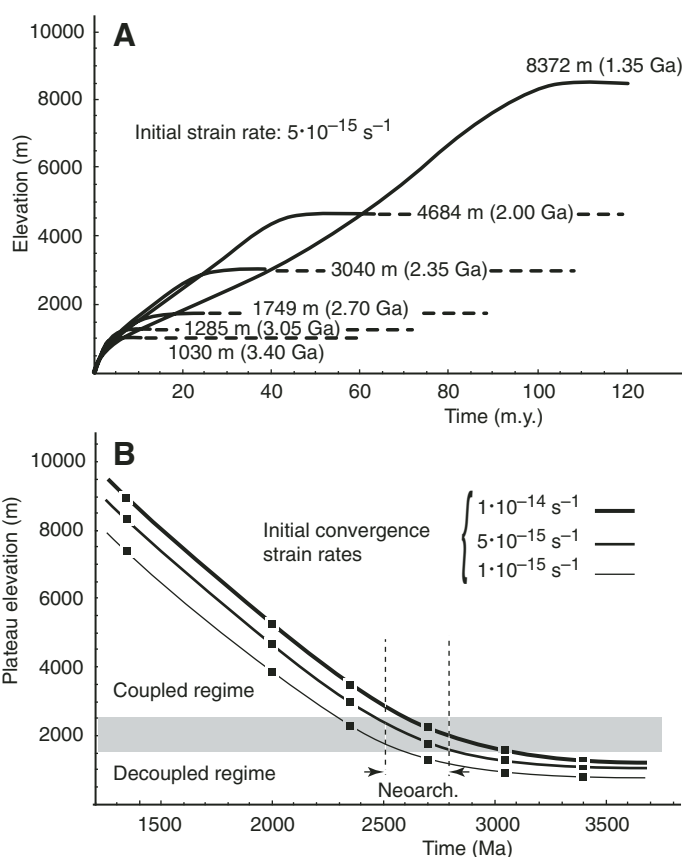 A
10000
8000
6000
4000
2000
Elevation (m)
8372 m (1.35 Ga)
Initial strain rate: 5·10–15 s–1
4684 m (2.00 Ga)
3040 m (2.35 Ga)
1749 m (2.70 Ga)
1285 m (3.05 Ga)
1030 m (3.40 Ga)
20 40 60 80 100 120
Time (m.y.)
B
10000
8000
6000
4000
2000
0
Plateau elevation (m)
Initial convergence
strain rates
1·10–14 s–1
5·10–15 s–1
1·10–15 s–1
Coupled regime
Decoupled regime
Neoarch.
1500 2000 2500 3000 3500
Time (Ma)